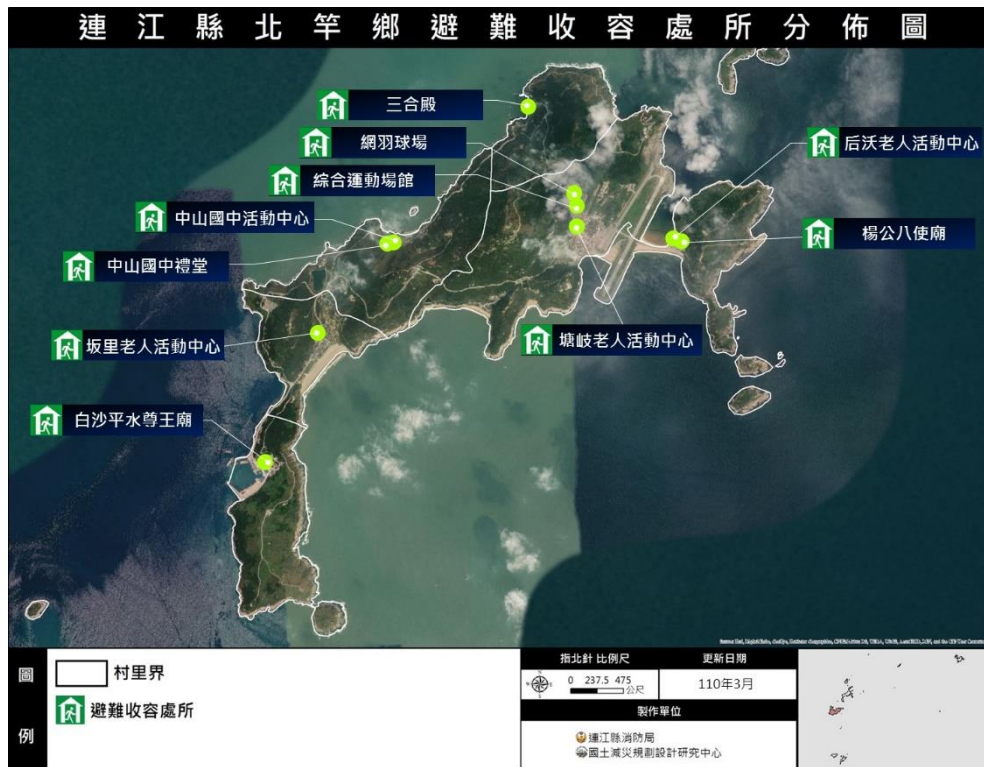 連江縣北竿鄉避難收容處所分佈圖
三合殿
網羽球場
后沃老人活動中心
綜合運動場館
中山國中活動中心
楊公八使廟
中山國中禮堂
坂里老人活動中心
塘岐老人活動中心
白沙平水尊王廟
圖例
村里界
避難收容處所
指北針 比例尺
0 237.5 475
公尺
更新日期
110年3月
製作單位
連江縣消防局
國土減災規劃設計研究中心